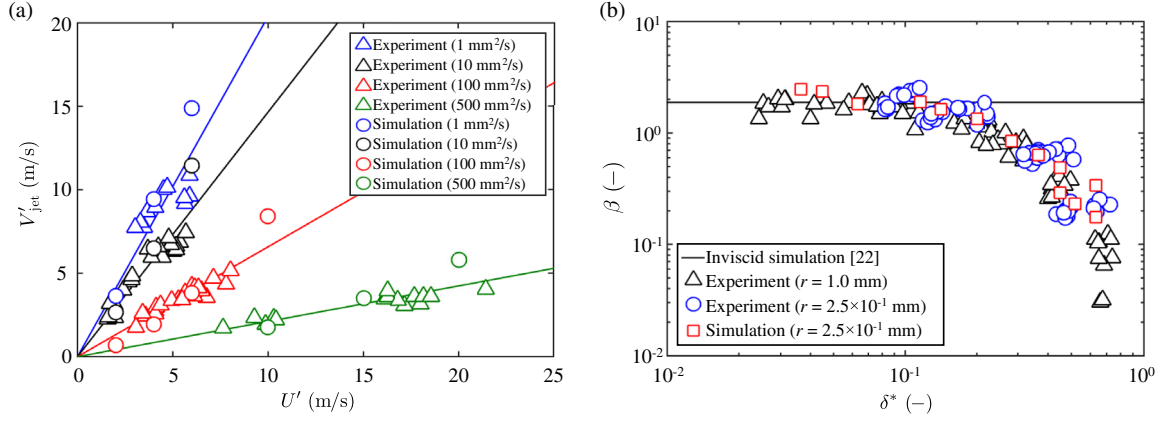 (a)
20
15
10
5
0
V′jet (m/s)
0 5 10 15 20 25
U′ (m/s)
Experiment (1 mm²/s)
Experiment (10 mm²/s)
Experiment (100 mm²/s)
Experiment (500 mm²/s)
Simulation (1 mm²/s)
Simulation (10 mm²/s)
Simulation (100 mm²/s)
Simulation (500 mm²/s)
(b)
10¹
10⁰
10⁻¹
10⁻²
β (−)
10⁻² 10⁻¹ 10⁰
δ* (−)
Inviscid simulation [22]
Experiment (r = 1.0 mm)
Experiment (r = 2.5×10⁻¹ mm)
Simulation (r = 2.5×10⁻¹ mm)